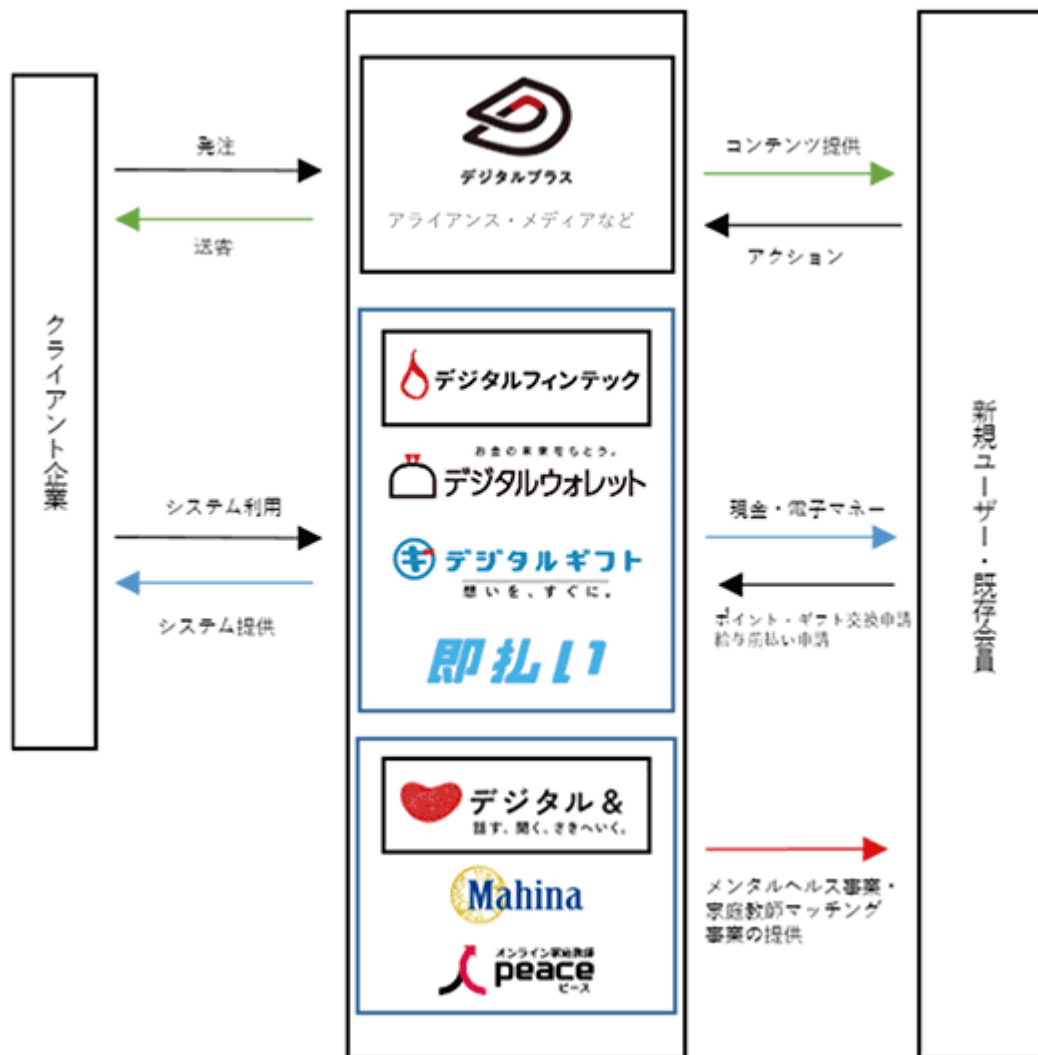 クライアント企業
発注
送客
システム利用
システム提供
デジタルプラス
アライアンス・メディアなど
デジタルフィンテック
お金の未来をもとう。
デジタルウォレット
ギ デジタルギフト
想いを、すぐに。
即払い
デジタル &
話す、聞く、さきへいく。
Mahina
オンライン家庭教師
peace
ピース
コンテンツ提供
アクション
現金・電子マネー
ポイント・ギフト交換申請
給与前払い申請
メンタルヘルス事業・
家庭教師マッチング
事業の提供
新規ユーザー・既存会員